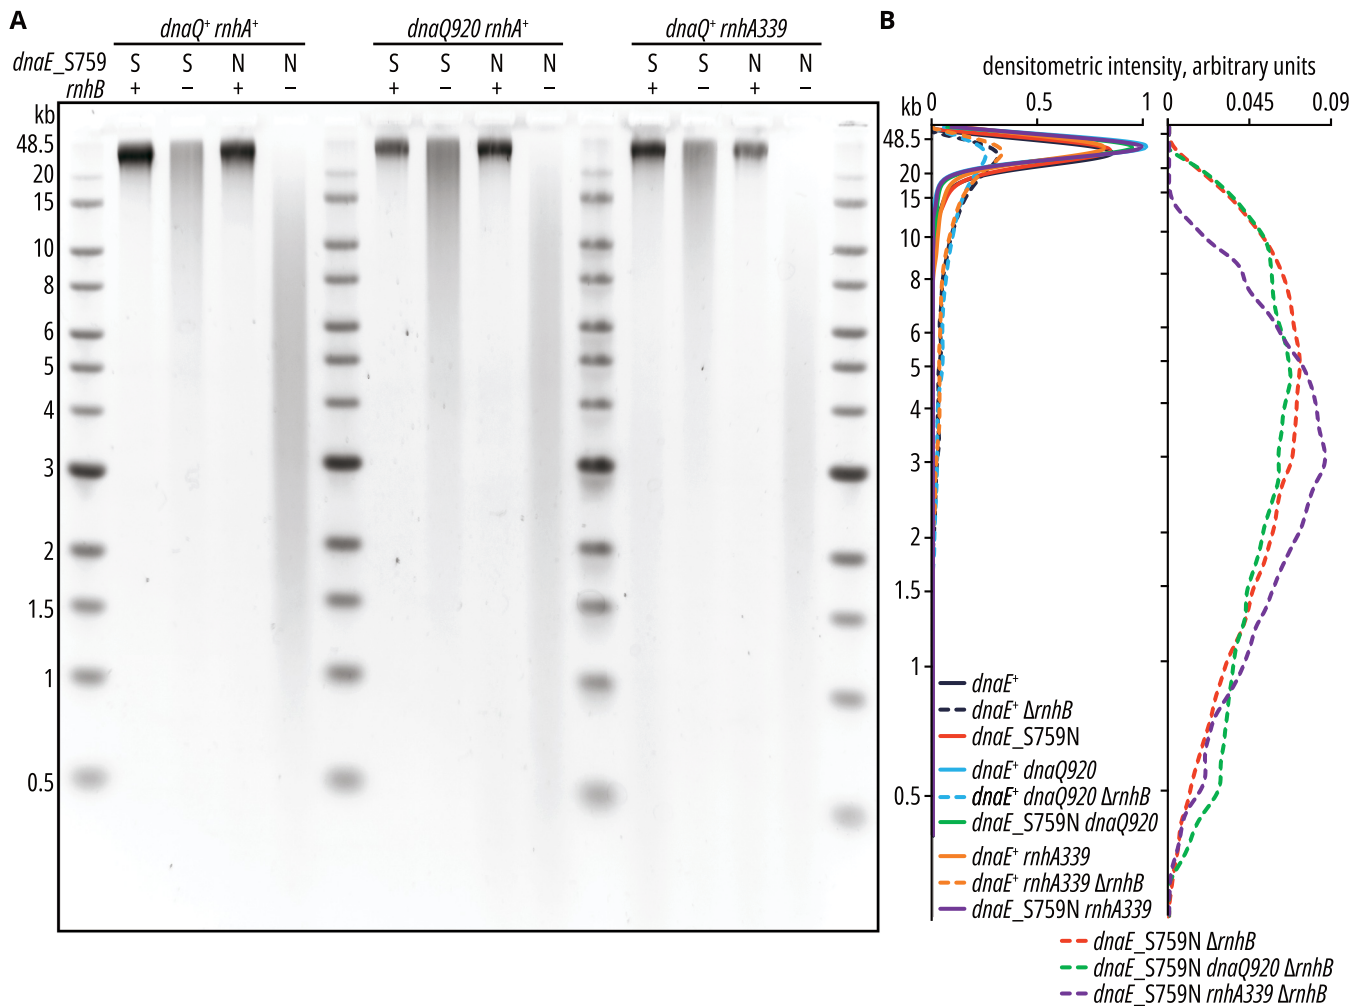 A
dnaQ⁺ rnhA⁺ dnaQ920 rnhA⁺ dnaQ⁺ rnhA339
dnaE_S759 S S N N S S N N S S N N
rnhB + − + − + − + − + − + −
kb
48.5
20
15
10
8
6
5
4
3
2
1.5
1
0.5
B
densitometric intensity, arbitrary units
kb 0 0.5 1 0 0.045 0.09
48.5
20
15
10
8
6
5
4
3
2
1.5
1
0.5
dnaE⁺
dnaE⁺ ΔrnhB
dnaE_S759N
dnaE⁺ dnaQ920
dnaE⁺ dnaQ920 ΔrnhB
dnaE_S759N dnaQ920
dnaE⁺ rnhA339
dnaE⁺ rnhA339 ΔrnhB
dnaE_S759N rnhA339
dnaE_S759N ΔrnhB
dnaE_S759N dnaQ920 ΔrnhB
dnaE_S759N rnhA339 ΔrnhB